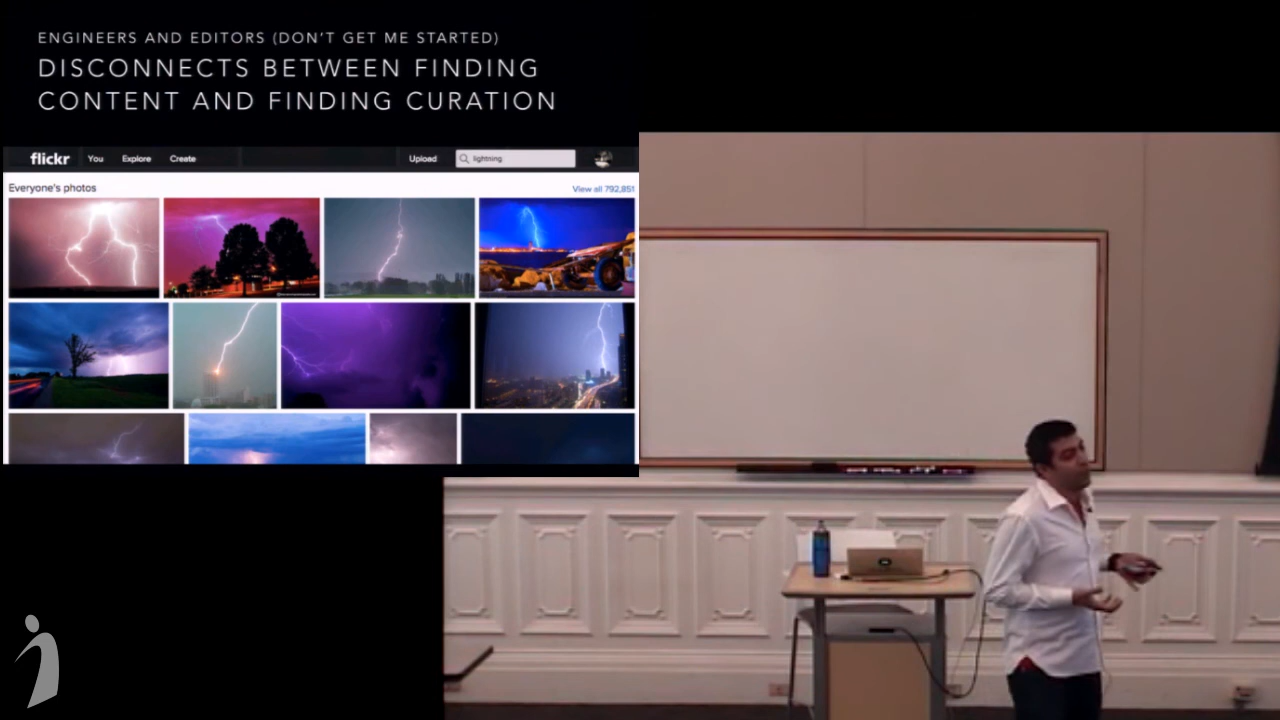 ENGINEERS AND EDITORS (DON'T GET ME STARTED)
DISCONNECTS BETWEEN FINDING
CONTENT AND FINDING CURATION
flickr You Explore Create Upload lightning
Everyone's photos View all 792,851